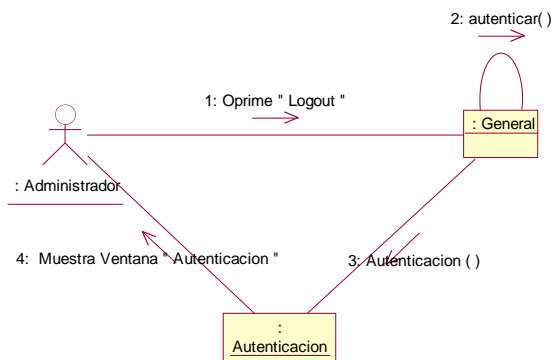 2: autenticar( )
1: Oprime " Logout "
: General
: Administrador
4:  Muestra Ventana " Autenticacion "
3: Autenticacion ( )
:
Autenticacion